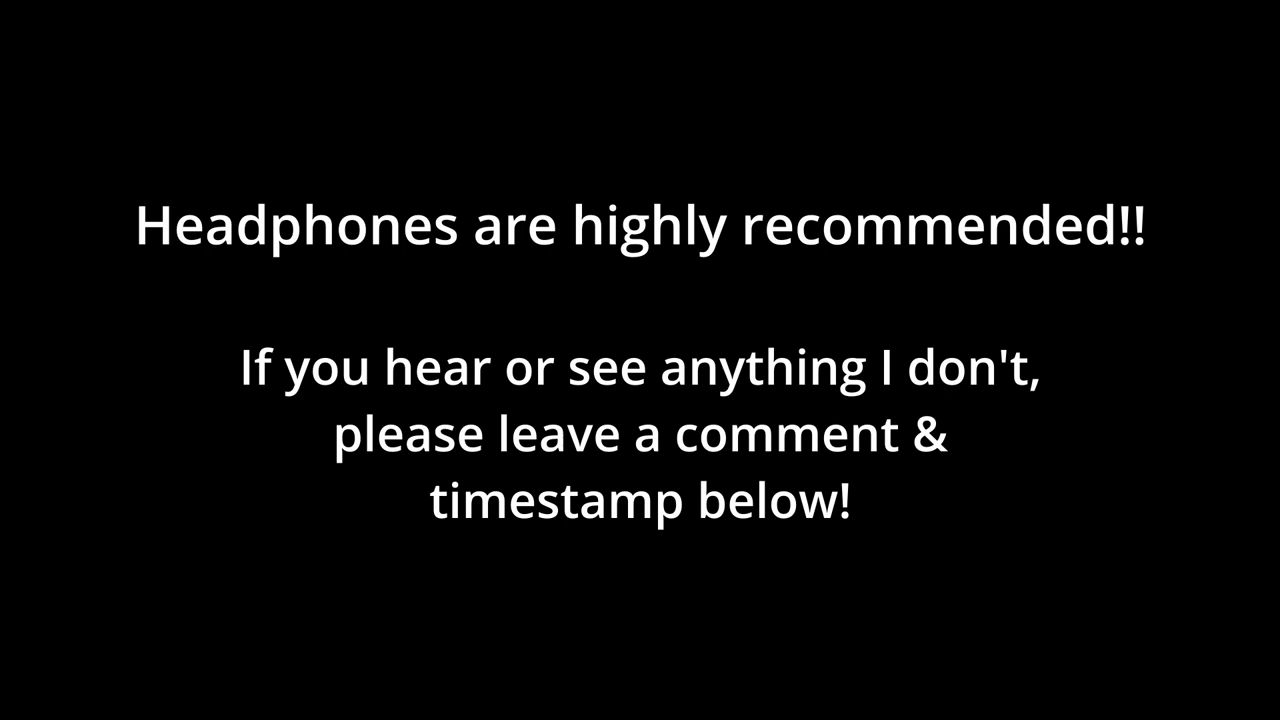 Headphones are highly recommended!!
If you hear or see anything I don't,
please leave a comment &
timestamp below!